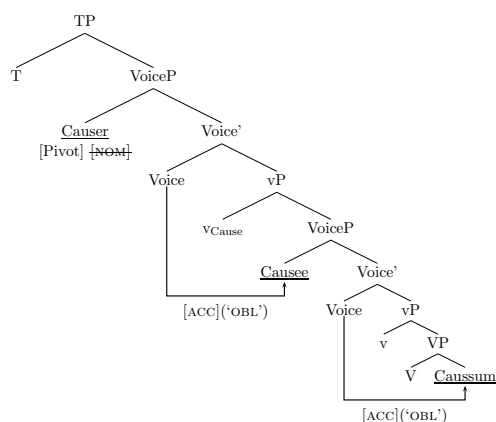 TP
T VoiceP
Causer Voice'
[Pivot] [NOM]
Voice vP
vCause VoiceP
Causee Voice'
Voice vP
[ACC]('OBL')
v VP
V Caussum
[ACC]('OBL')